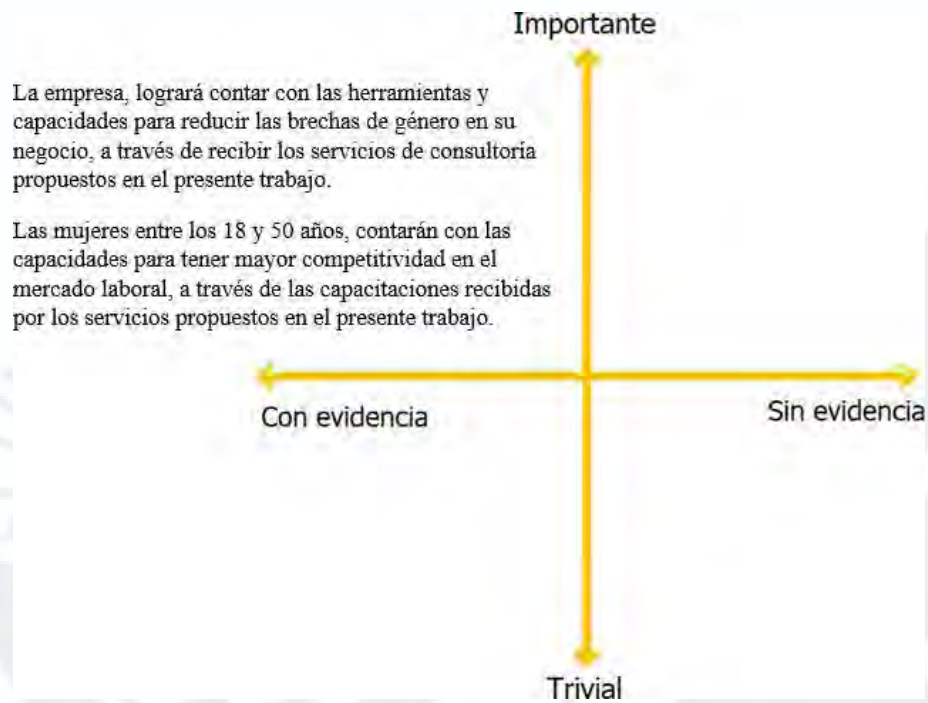 Importante
La empresa, logrará contar con las herramientas y
capacidades para reducir las brechas de género en su
negocio, a través de recibir los servicios de consultoría
propuestos en el presente trabajo.
Las mujeres entre los 18 y 50 años, contarán con las
capacidades para tener mayor competitividad en el
mercado laboral, a través de las capacitaciones recibidas
por los servicios propuestos en el presente trabajo.
Con evidencia
Sin evidencia
Trivial